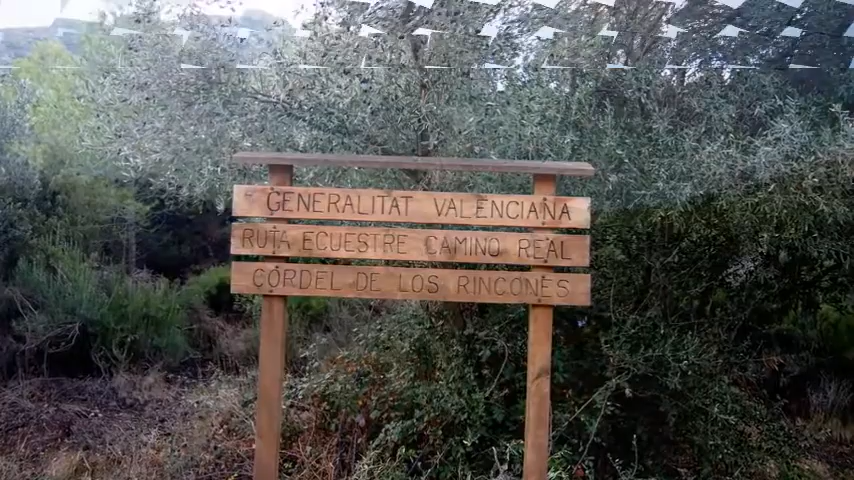 GENERALITAT VALENCIANA
RUTA ECUESTRE CAMINO REAL
CORDEL DE LOS RINCONES